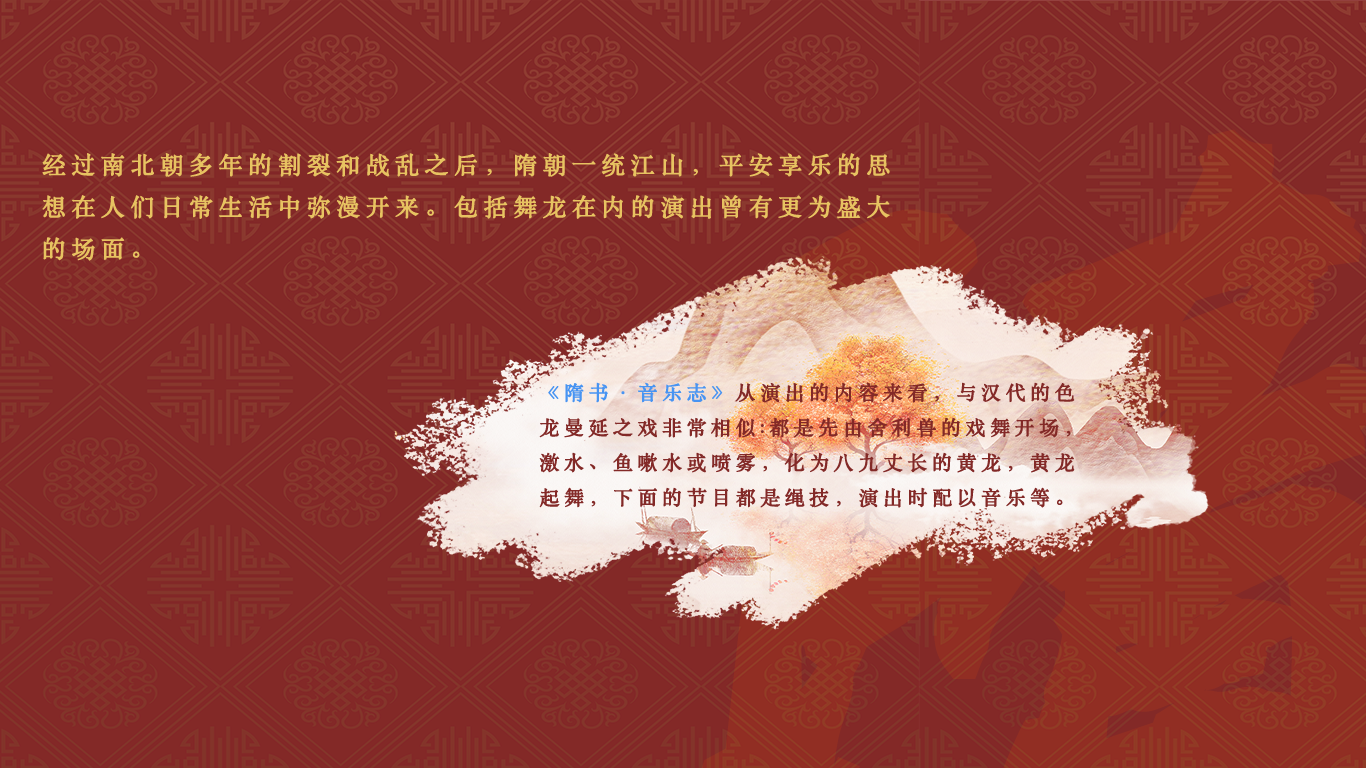 经过南北朝多年的割裂和战乱之后，隋朝一统江山，平安享乐的思
想在人们日常生活中弥漫开来。包括舞龙在内的演出曾有更为盛大
的场面。
《隋书·音乐志》从演出的内容来看，与汉代的色
龙曼延之戏非常相似:都是先由舍利兽的戏舞开场，
激水、鱼嗽水或喷雾，化为八九丈长的黄龙，黄龙
起舞，下面的节目都是绳技，演出时配以音乐等。